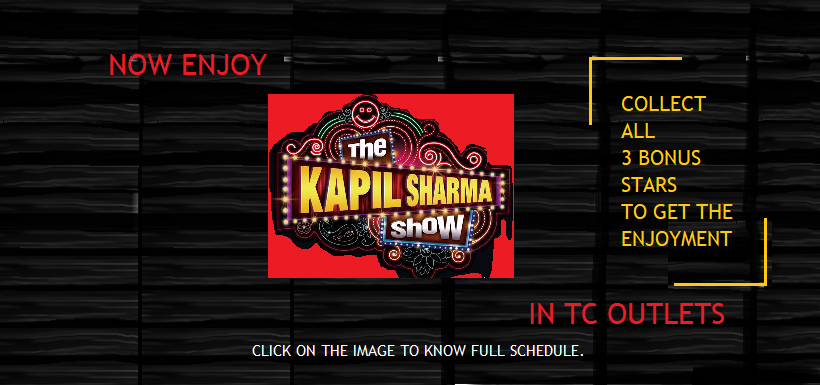 NOW ENJOY
The
KAPIL SHARMA
show
COLLECT
ALL
3 BONUS
STARS
TO GET THE
ENJOYMENT
IN TC OUTLETS
CLICK ON THE IMAGE TO KNOW FULL SCHEDULE.